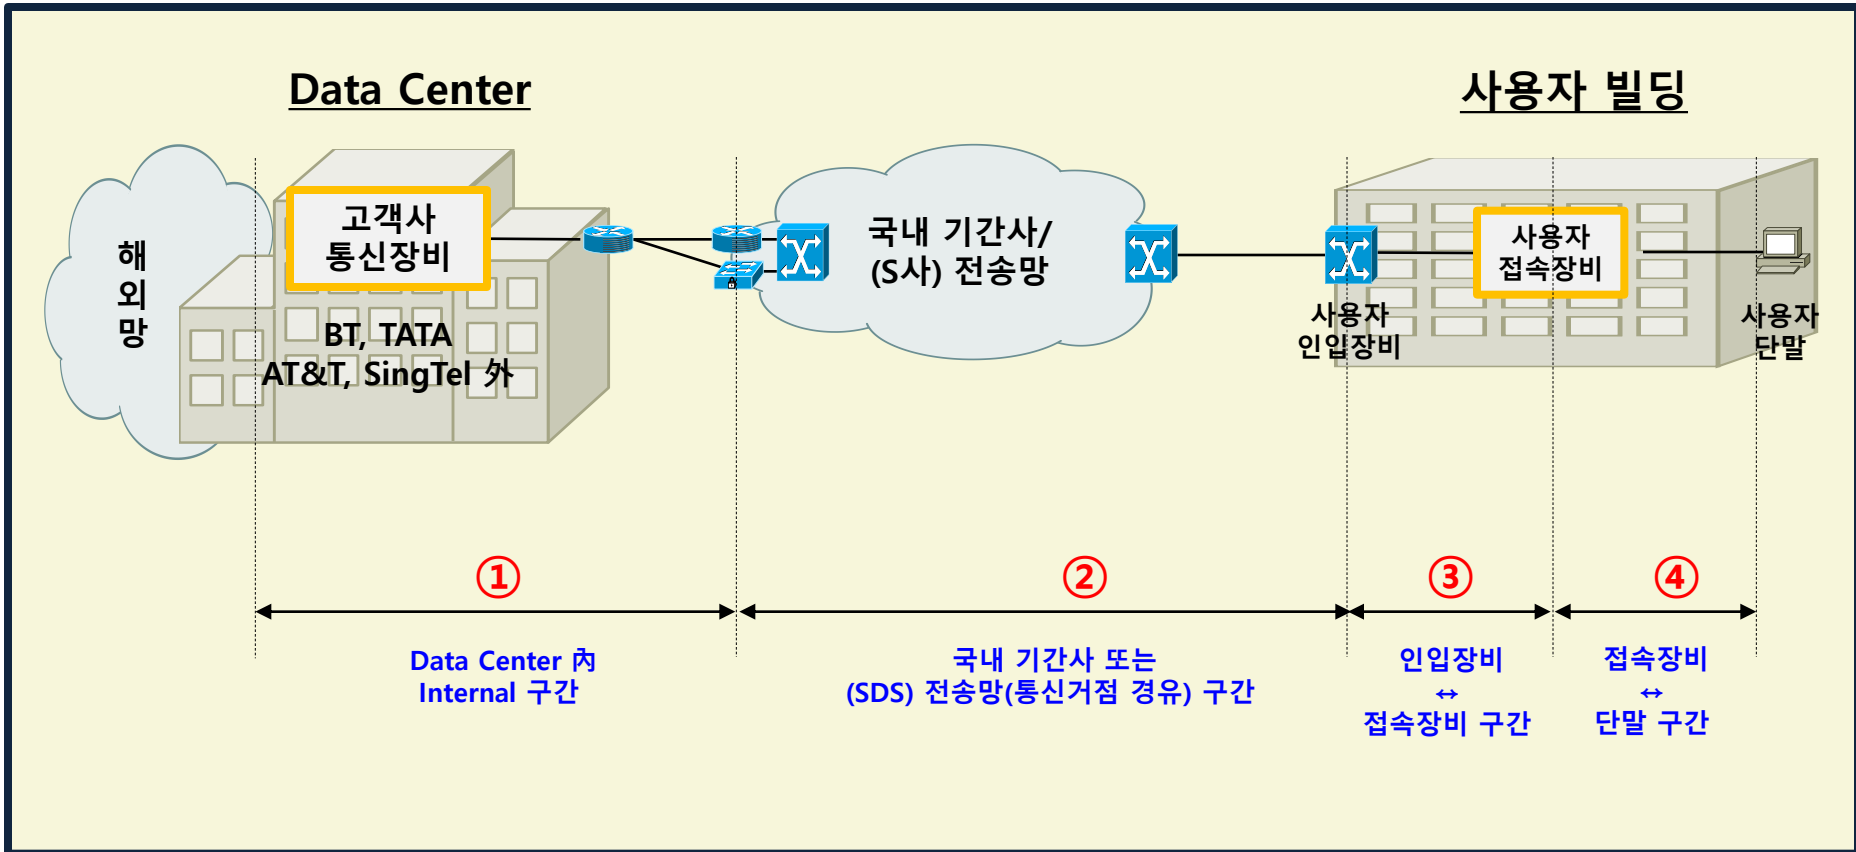 Data Center
사용자 빌딩
해
외
망
고객사
통신장비
BT, TATA
AT&T, SingTel 外
국내 기간사/
(S사) 전송망
사용자
인입장비
사용자
접속장비
사용자
단말
①
②
③
④
Data Center 內
Internal 구간
국내 기간사 또는
(SDS) 전송망(통신거점 경유) 구간
인입장비
↔
접속장비 구간
접속장비
↔
단말 구간